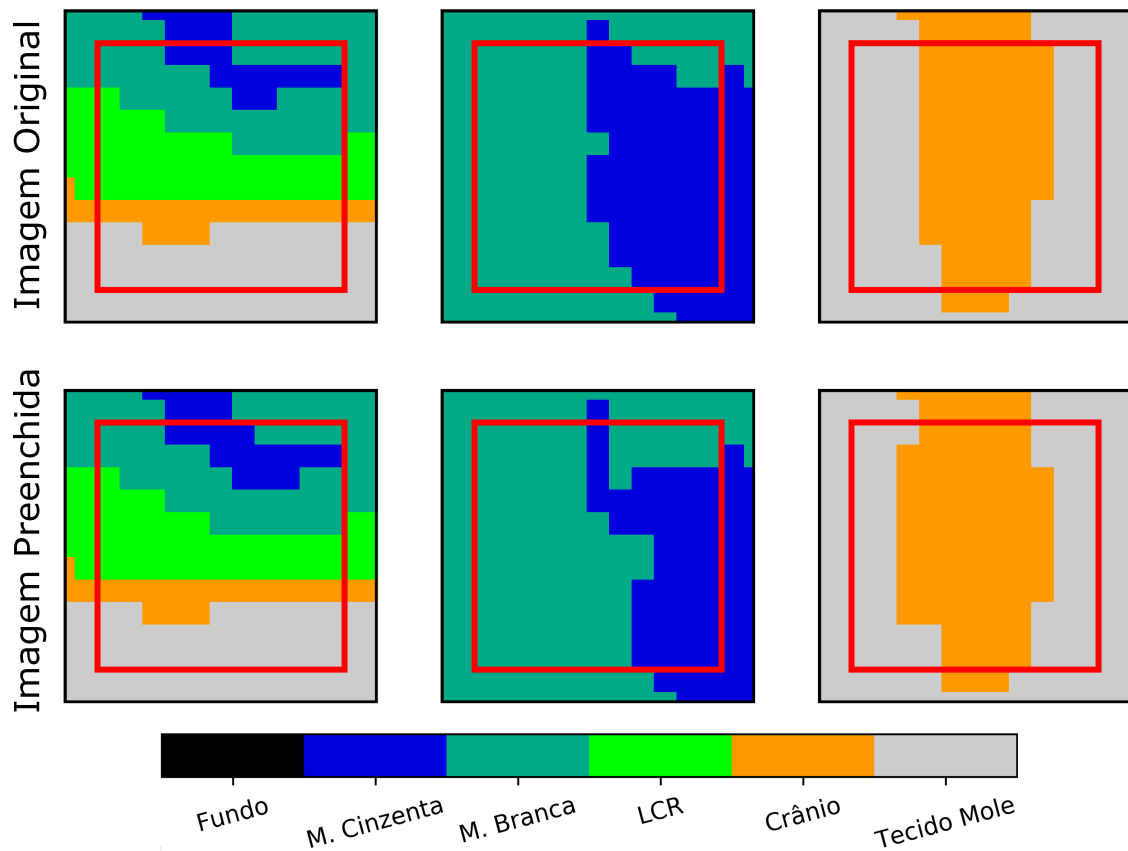 Imagem Original
Imagem Preenchida
Fundo
M. Cinzenta
M. Branca
LCR
Crânio
Tecido Mole